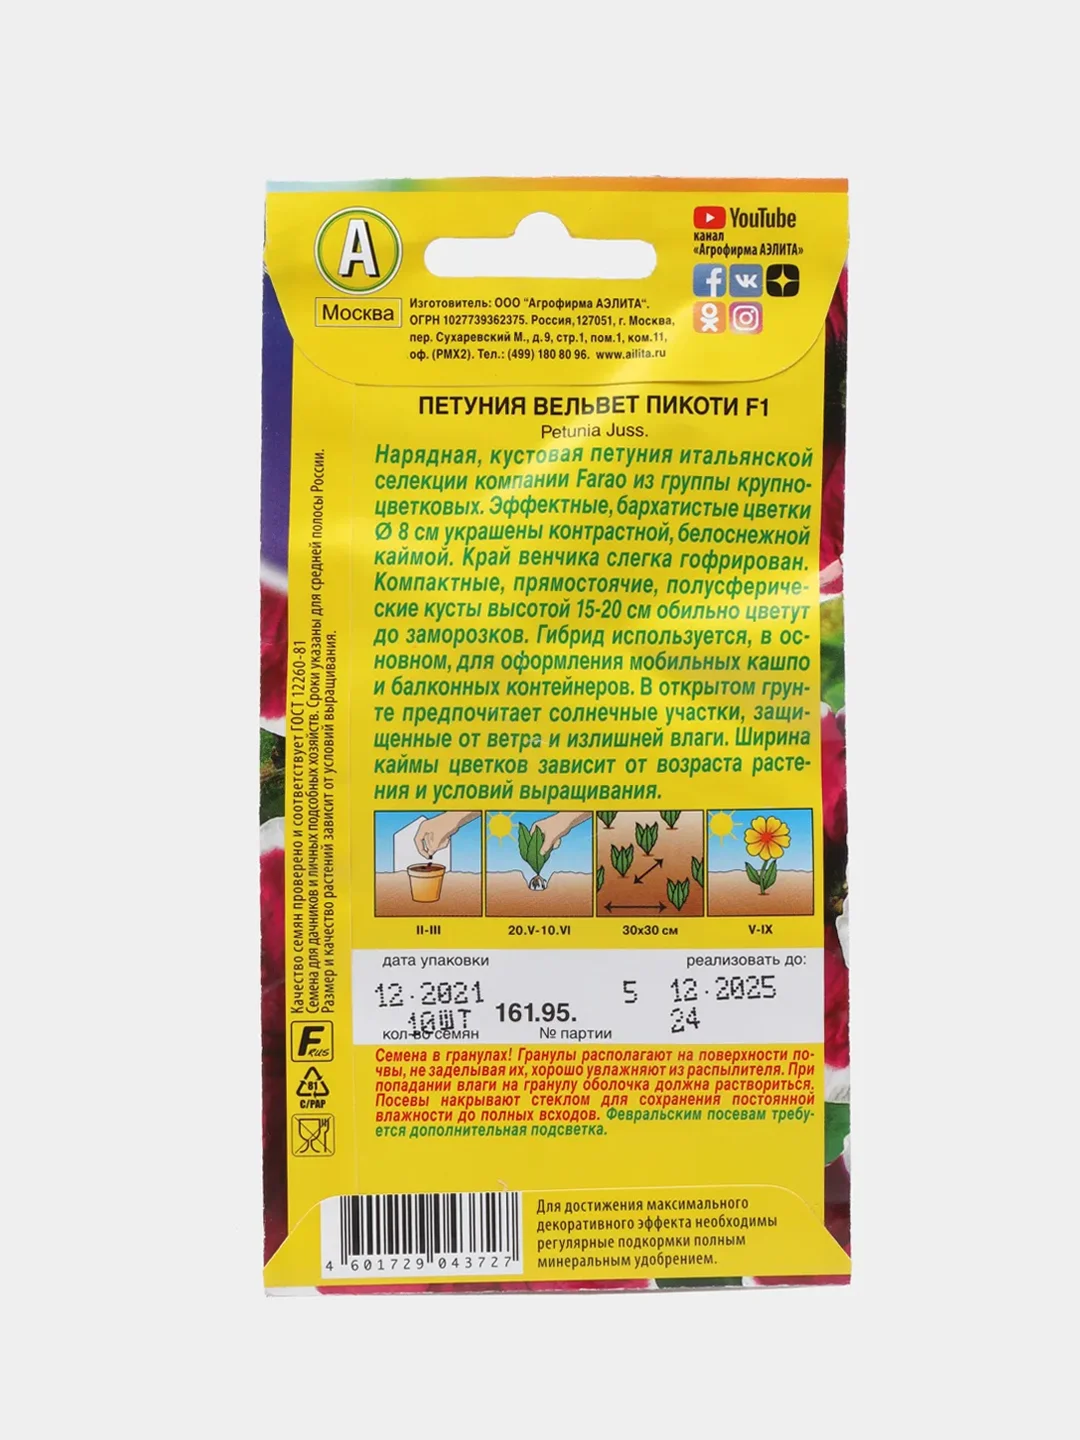 А
Москва
YouTube
канал
«Агрофирма АЭЛИТА»
Изготовитель: ООО "Агрофирма АЭЛИТА".
ОГРН 1027739362375. Россия, 127051, г. Москва,
пер. Сухаревский М., д.9, стр.1, пом.1, ком.11,
оф. (РМХ2). Тел.: (499) 180 80 96. www.ailita.ru
ПЕТУНИЯ ВЕЛЬВЕТ ПИКОТИ F1
Petunia Juss.
Нарядная, кустовая петуния итальянской
селекции компании Farao из группы крупно-
цветковых. Эффектные, бархатистые цветки
Ø 8 см украшены контрастной, белоснежной
каймой. Край венчика слегка гофрирован.
Компактные, прямостоячие, полусфериче-
ские кусты высотой 15-20 см обильно цветут
до заморозков. Гибрид используется, в ос-
новном, для оформления мобильных кашпо
и балконных контейнеров. В открытом грун-
те предпочитает солнечные участки, защи-
щенные от ветра и излишней влаги. Ширина
каймы цветков зависит от возраста расте-
ния и условий выращивания.
II-III
20.V-10.VI
30х30 см
V-IX
дата упаковки
реализовать до:
12.2021
5
12.2025
10ШТ
161.95.
24
кол-во семян
№ партии
Семена в гранулах! Гранулы располагают на поверхности по-
чвы, не заделывая их, хорошо увлажняют из распылителя. При
попадании влаги на гранулу оболочка должна раствориться.
Посевы накрывают стеклом для сохранения постоянной
влажности до полных всходов. Февральским посевам требу-
ется дополнительная подсветка.
Качество семян проверено и соответствует ГОСТ 12260-81
Семена для дачников и личных подсобных хозяйств. Сроки указаны для средней полосы России.
Размер и качество растений зависит от условий выращивания.
F RUS
81
C/PAP
4 601729 043727
Для достижения максимального
декоративного эффекта необходимы
регулярные подкормки полным
минеральным удобрением.